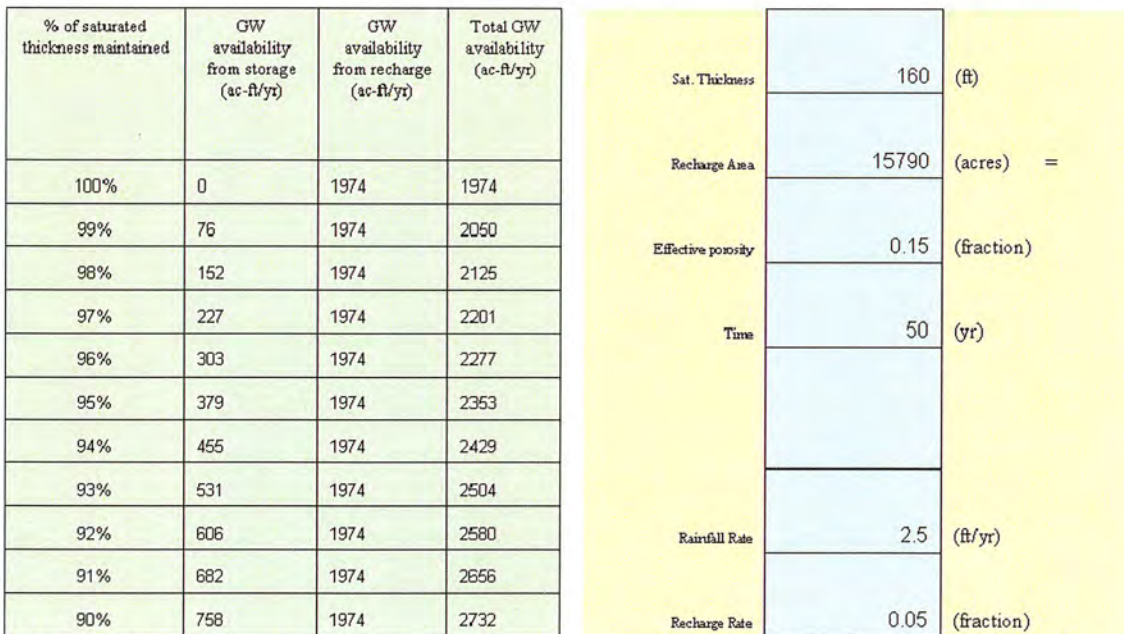 % of saturated
thickness maintained
GW
availability
from storage
(ac-ft/yr)
GW
availability
from recharge
(ac-ft/yr)
Total GW
availability
(ac-ft/yr)
100% 0 1974 1974
99% 76 1974 2050
98% 152 1974 2125
97% 227 1974 2201
96% 303 1974 2277
95% 379 1974 2353
94% 455 1974 2429
93% 531 1974 2504
92% 606 1974 2580
91% 682 1974 2656
90% 758 1974 2732
Sat. Thickness 160 (ft)
Recharge Area 15790 (acres) =
Effective porosity 0.15 (fraction)
Time 50 (yr)
Rainfall Rate 2.5 (ft/yr)
Recharge Rate 0.05 (fraction)